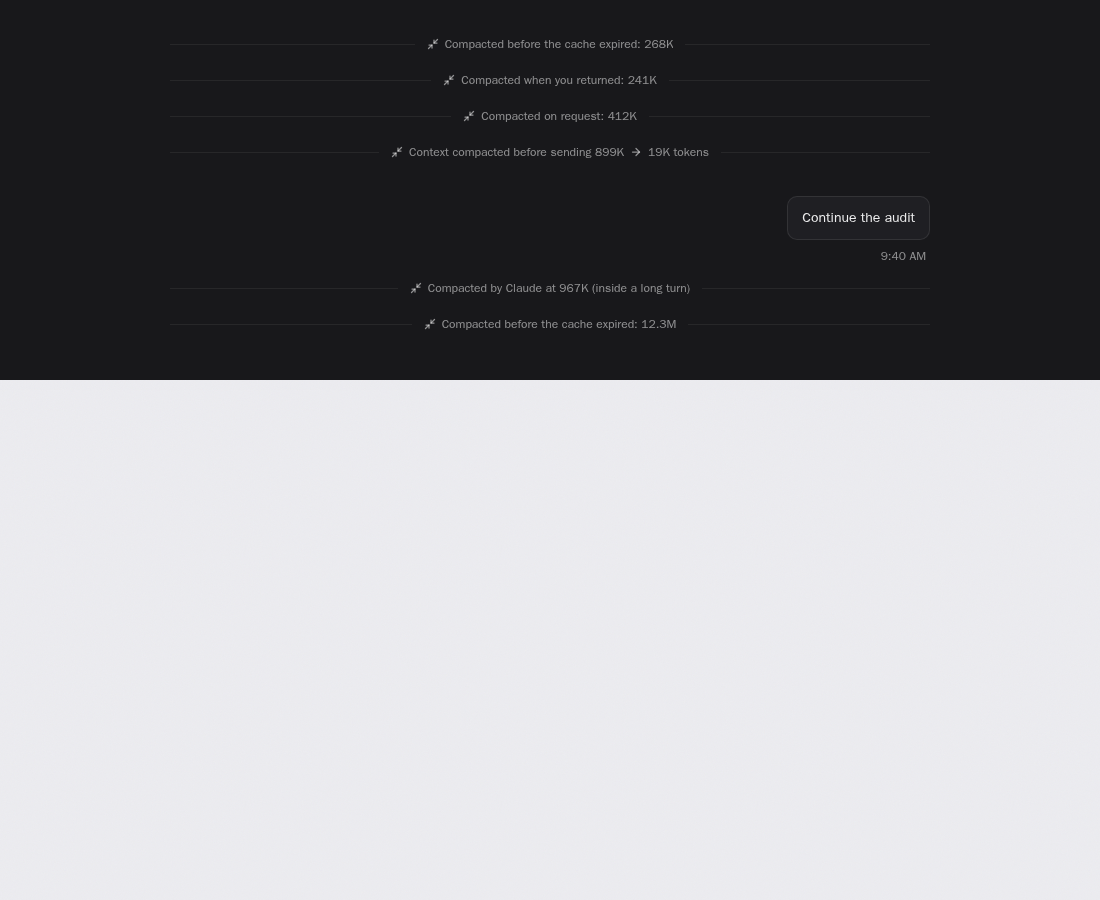 Compacted before the cache expired: 268K
Compacted when you returned: 241K
Compacted on request: 412K
Context compacted before sending 899K → 19K tokens
Continue the audit
9:40 AM
Compacted by Claude at 967K (inside a long turn)
Compacted before the cache expired: 12.3M